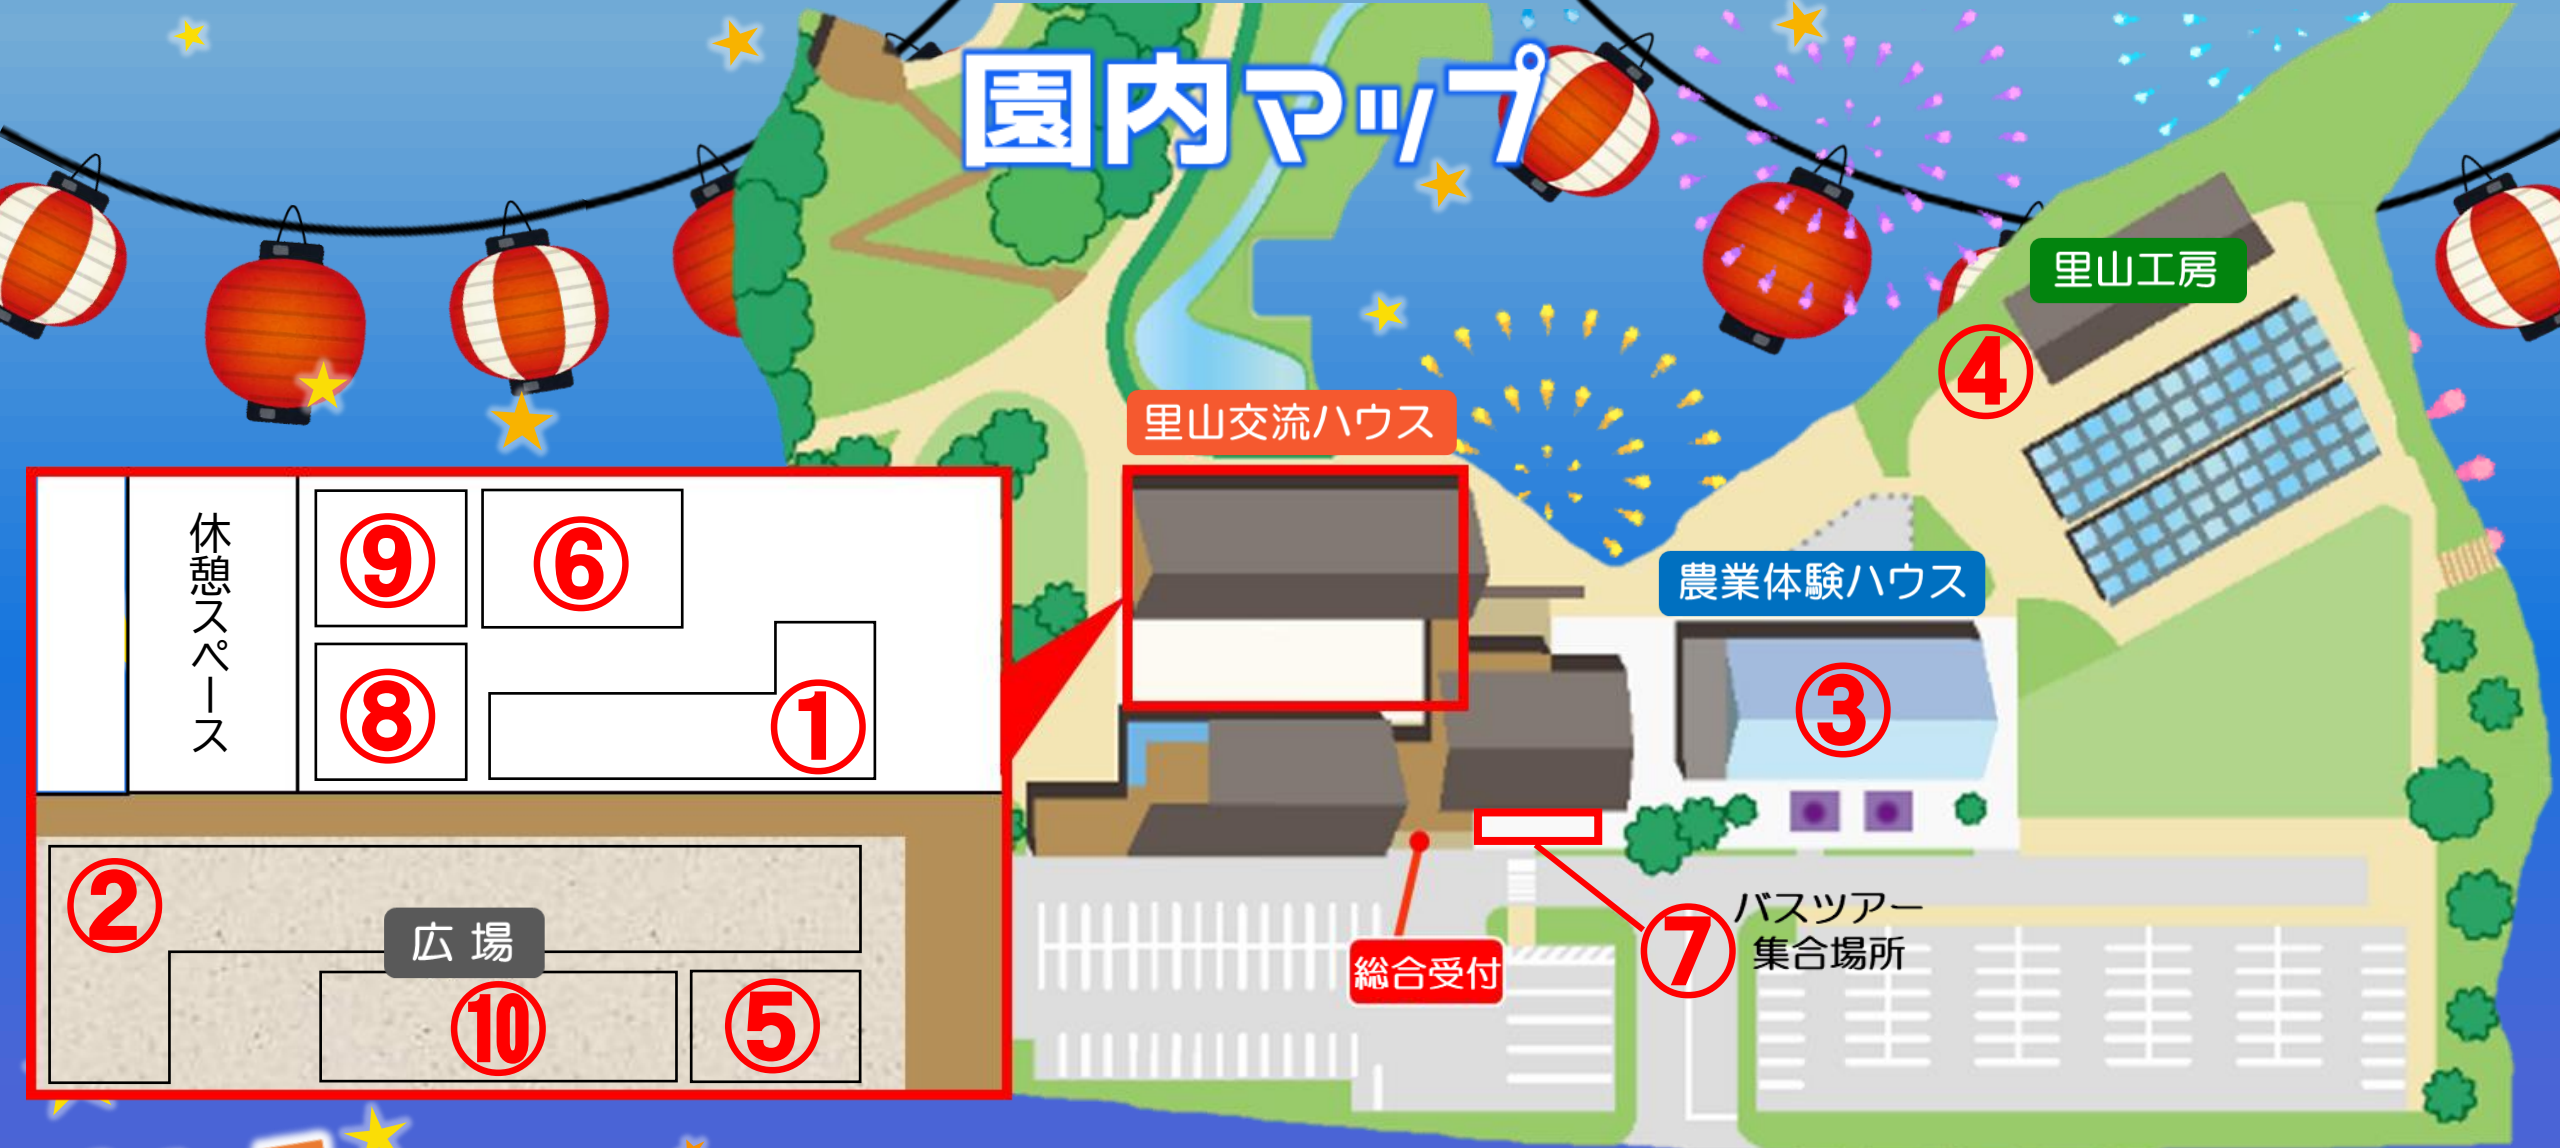 園内マップ
里山工房
④
里山交流ハウス
休憩スペース
⑨
⑥
農業体験ハウス
⑧
①
③
②
広場
バスツアー
集合場所
⑦
総合受付
⑩
⑤